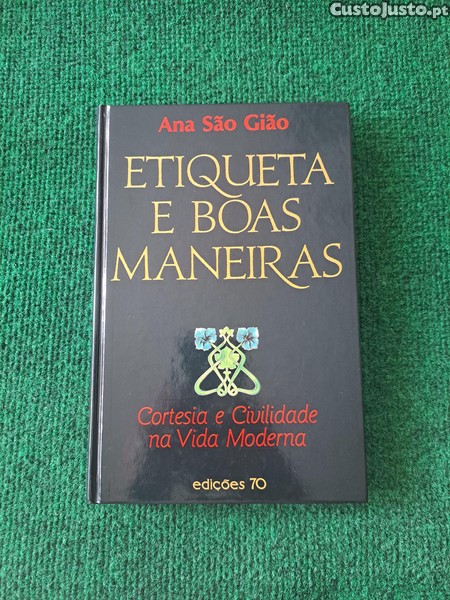 CustoJusto.pt
Ana São Gião
ETIQUETA
E BOAS
MANEIRAS
Cortesia e Civilidade
na Vida Moderna
edições 70